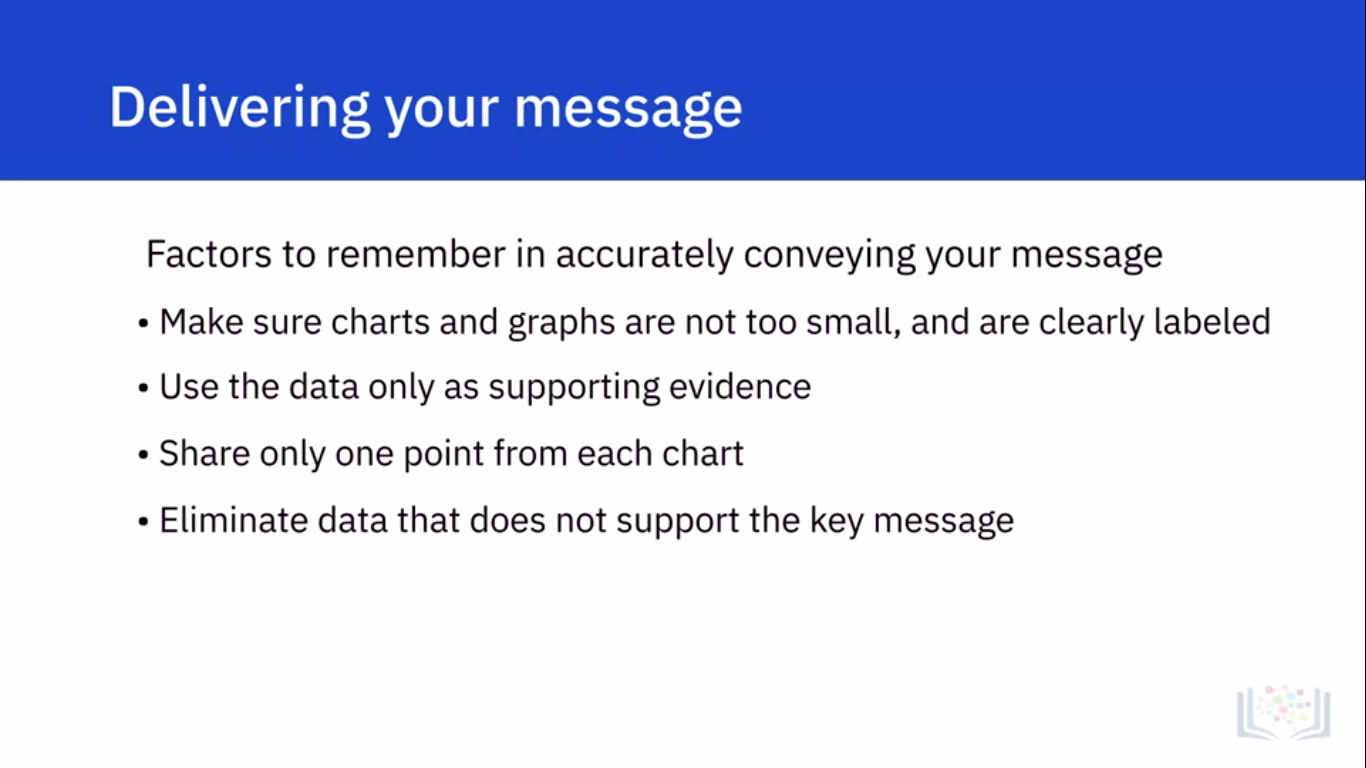 Delivering your message
Factors to remember in accurately conveying your message
• Make sure charts and graphs are not too small, and are clearly labeled
• Use the data only as supporting evidence
• Share only one point from each chart
• Eliminate data that does not support the key message